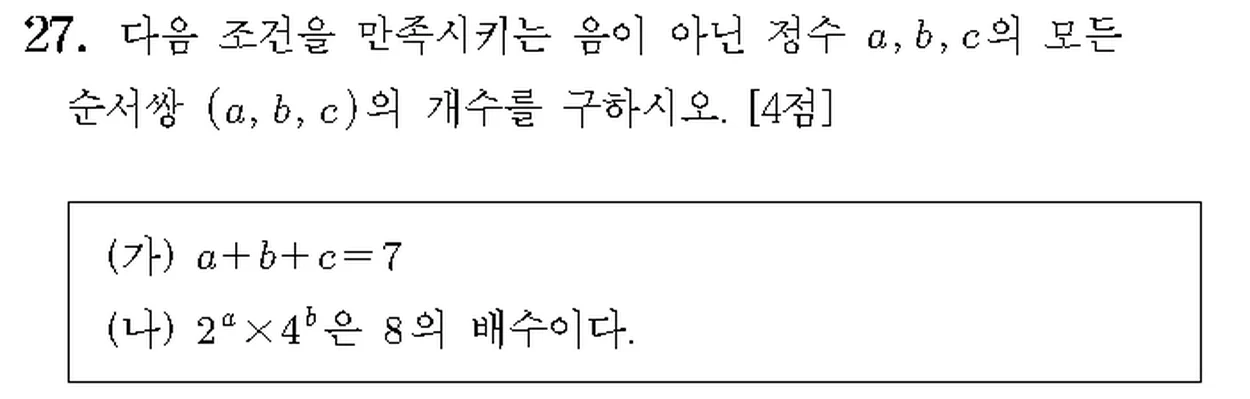 27. 다음 조건을 만족시키는 음이 아닌 정수 a, b, c의 모든
순서쌍 (a, b, c)의 개수를 구하시오. [4점]
(가) a+b+c=7
(나) 2ᵃ×4ᵇ은 8의 배수이다.